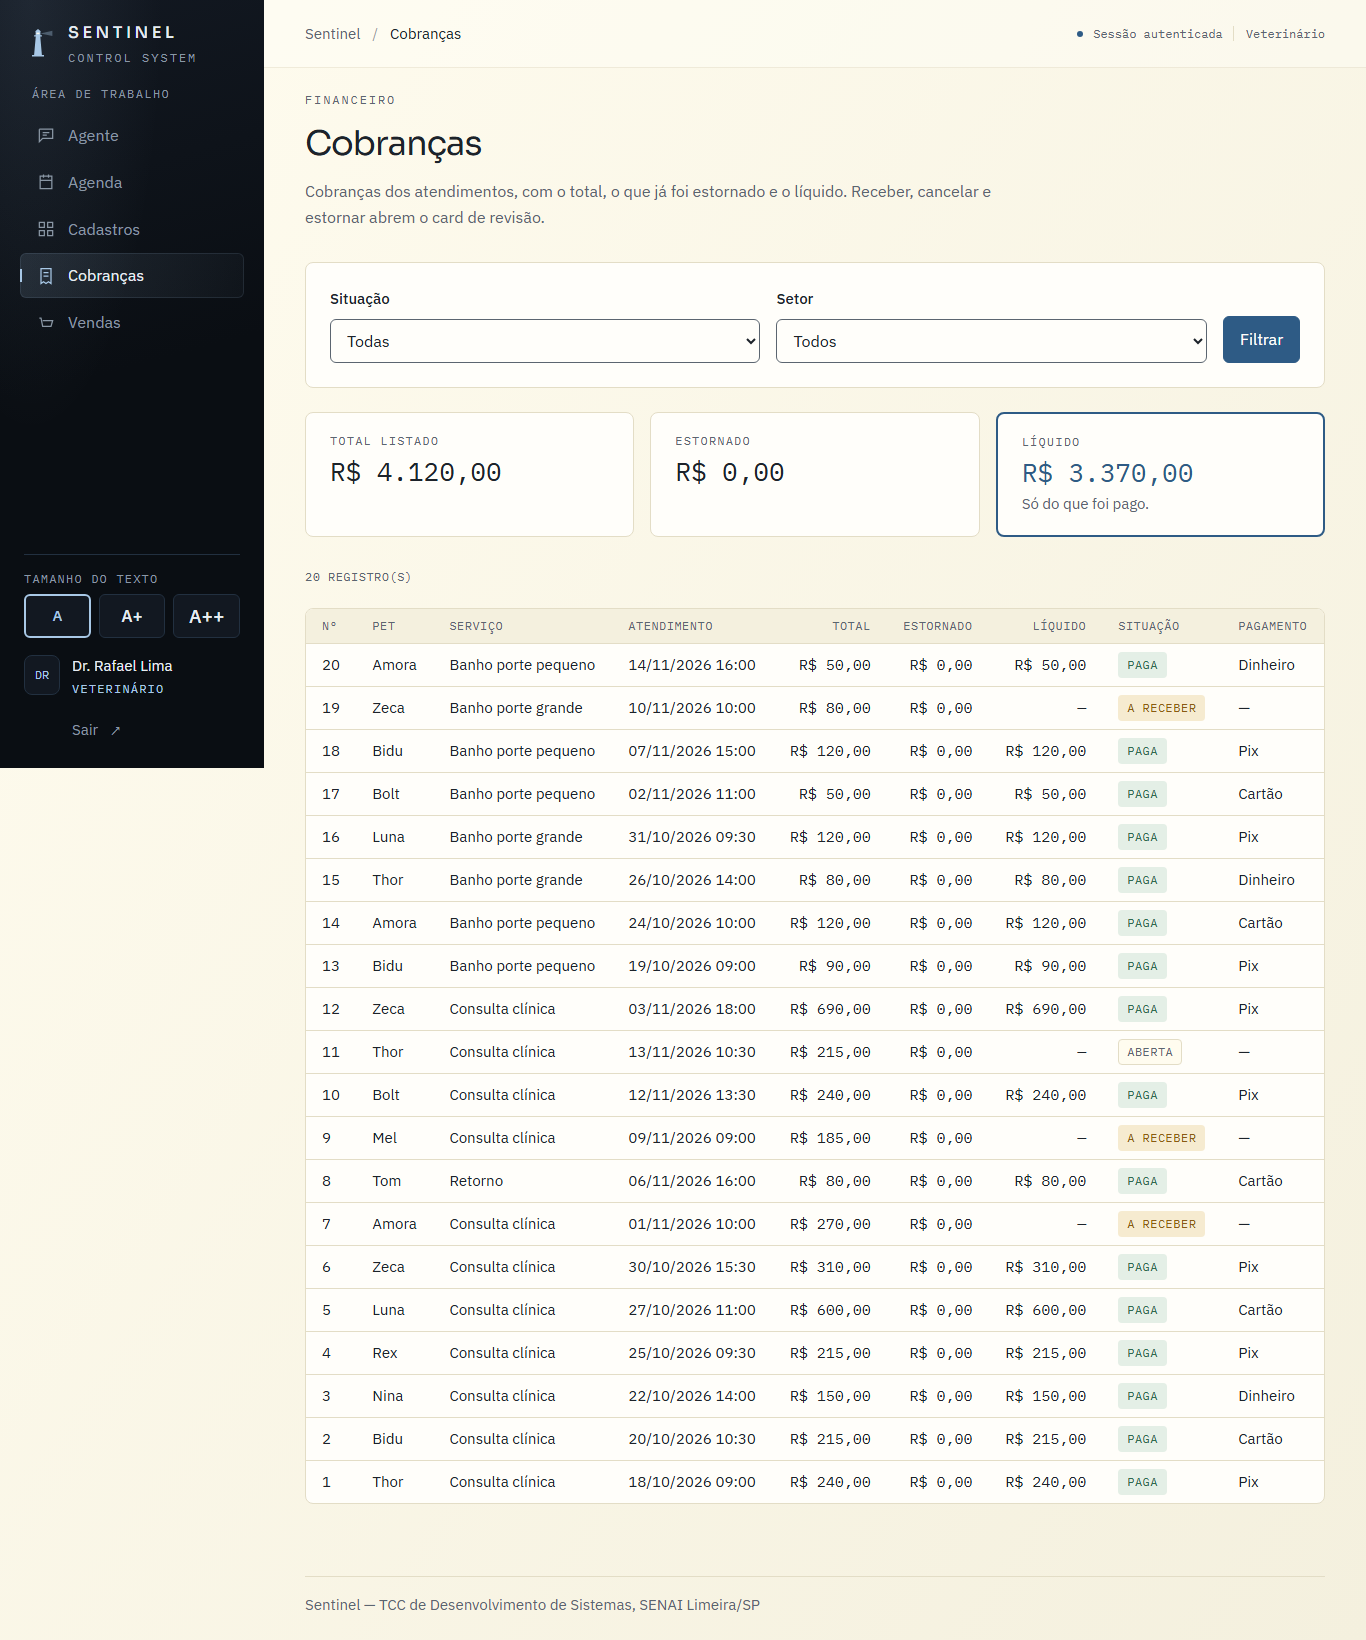 SENTINEL
CONTROL SYSTEM
ÁREA DE TRABALHO
Agente
Agenda
Cadastros
Cobranças
Vendas
TAMANHO DO TEXTO
A A+ A++
DR Dr. Rafael Lima
VETERINÁRIO
Sair ↗
Sentinel / Cobranças
Sessão autenticada Veterinário
FINANCEIRO
Cobranças
Cobranças dos atendimentos, com o total, o que já foi estornado e o líquido. Receber, cancelar e
estornar abrem o card de revisão.
Situação Setor
Todas Todos Filtrar
TOTAL LISTADO
R$ 4.120,00
ESTORNADO
R$ 0,00
LÍQUIDO
R$ 3.370,00
Só do que foi pago.
20 REGISTRO(S)
Nº PET SERVIÇO ATENDIMENTO TOTAL ESTORNADO LÍQUIDO SITUAÇÃO PAGAMENTO
20 Amora Banho porte pequeno 14/11/2026 16:00 R$ 50,00 R$ 0,00 R$ 50,00 PAGA Dinheiro
19 Zeca Banho porte grande 10/11/2026 10:00 R$ 80,00 R$ 0,00 — A RECEBER —
18 Bidu Banho porte pequeno 07/11/2026 15:00 R$ 120,00 R$ 0,00 R$ 120,00 PAGA Pix
17 Bolt Banho porte pequeno 02/11/2026 11:00 R$ 50,00 R$ 0,00 R$ 50,00 PAGA Cartão
16 Luna Banho porte grande 31/10/2026 09:30 R$ 120,00 R$ 0,00 R$ 120,00 PAGA Pix
15 Thor Banho porte grande 26/10/2026 14:00 R$ 80,00 R$ 0,00 R$ 80,00 PAGA Dinheiro
14 Amora Banho porte pequeno 24/10/2026 10:00 R$ 120,00 R$ 0,00 R$ 120,00 PAGA Cartão
13 Bidu Banho porte pequeno 19/10/2026 09:00 R$ 90,00 R$ 0,00 R$ 90,00 PAGA Pix
12 Zeca Consulta clínica 03/11/2026 18:00 R$ 690,00 R$ 0,00 R$ 690,00 PAGA Pix
11 Thor Consulta clínica 13/11/2026 10:30 R$ 215,00 R$ 0,00 — ABERTA —
10 Bolt Consulta clínica 12/11/2026 13:30 R$ 240,00 R$ 0,00 R$ 240,00 PAGA Pix
9 Mel Consulta clínica 09/11/2026 09:00 R$ 185,00 R$ 0,00 — A RECEBER —
8 Tom Retorno 06/11/2026 16:00 R$ 80,00 R$ 0,00 R$ 80,00 PAGA Cartão
7 Amora Consulta clínica 01/11/2026 10:00 R$ 270,00 R$ 0,00 — A RECEBER —
6 Zeca Consulta clínica 30/10/2026 15:30 R$ 310,00 R$ 0,00 R$ 310,00 PAGA Pix
5 Luna Consulta clínica 27/10/2026 11:00 R$ 600,00 R$ 0,00 R$ 600,00 PAGA Cartão
4 Rex Consulta clínica 25/10/2026 09:30 R$ 215,00 R$ 0,00 R$ 215,00 PAGA Pix
3 Nina Consulta clínica 22/10/2026 14:00 R$ 150,00 R$ 0,00 R$ 150,00 PAGA Dinheiro
2 Bidu Consulta clínica 20/10/2026 10:30 R$ 215,00 R$ 0,00 R$ 215,00 PAGA Cartão
1 Thor Consulta clínica 18/10/2026 09:00 R$ 240,00 R$ 0,00 R$ 240,00 PAGA Pix
Sentinel — TCC de Desenvolvimento de Sistemas, SENAI Limeira/SP